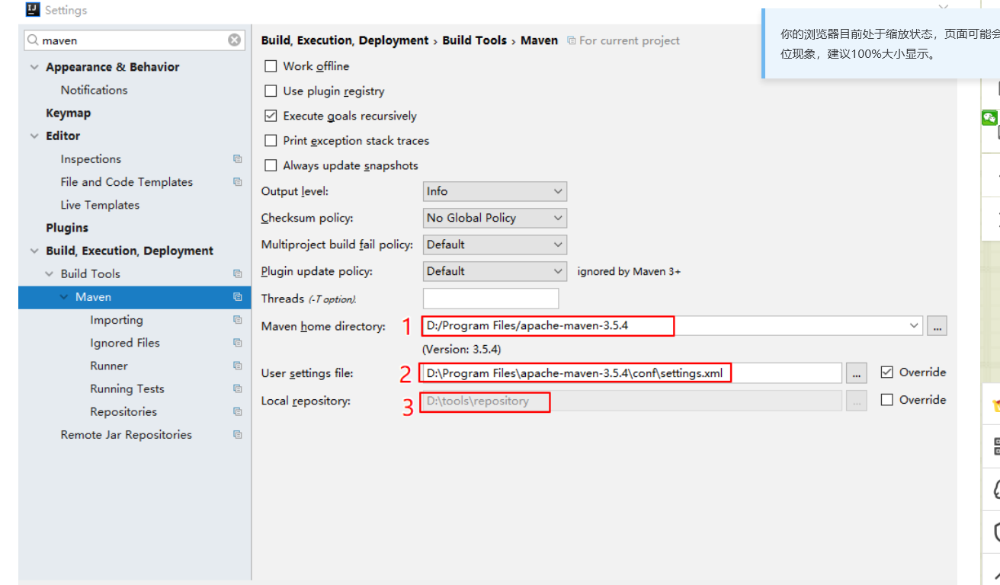 Settings
maven
Appearance & Behavior
Notifications
Keymap
Editor
Inspections
File and Code Templates
Live Templates
Plugins
Build, Execution, Deployment
Build Tools
Maven
Importing
Ignored Files
Runner
Running Tests
Repositories
Remote Jar Repositories
Build, Execution, Deployment › Build Tools › Maven For current project
Work offline
Use plugin registry
Execute goals recursively
Print exception stack traces
Always update snapshots
Output level: Info
Checksum policy: No Global Policy
Multiproject build fail policy: Default
Plugin update policy: Default ignored by Maven 3+
Threads (-T option).
Maven home directory: 1 D:/Program Files/apache-maven-3.5.4 ...
(Version: 3.5.4)
User settings file: 2 D:\Program Files\apache-maven-3.5.4\conf\settings.xml ... Override
Local repository: 3 D:\tools\repository ... Override
你的浏览器目前处于缩放状态，页面可能会
位现象，建议100%大小显示。